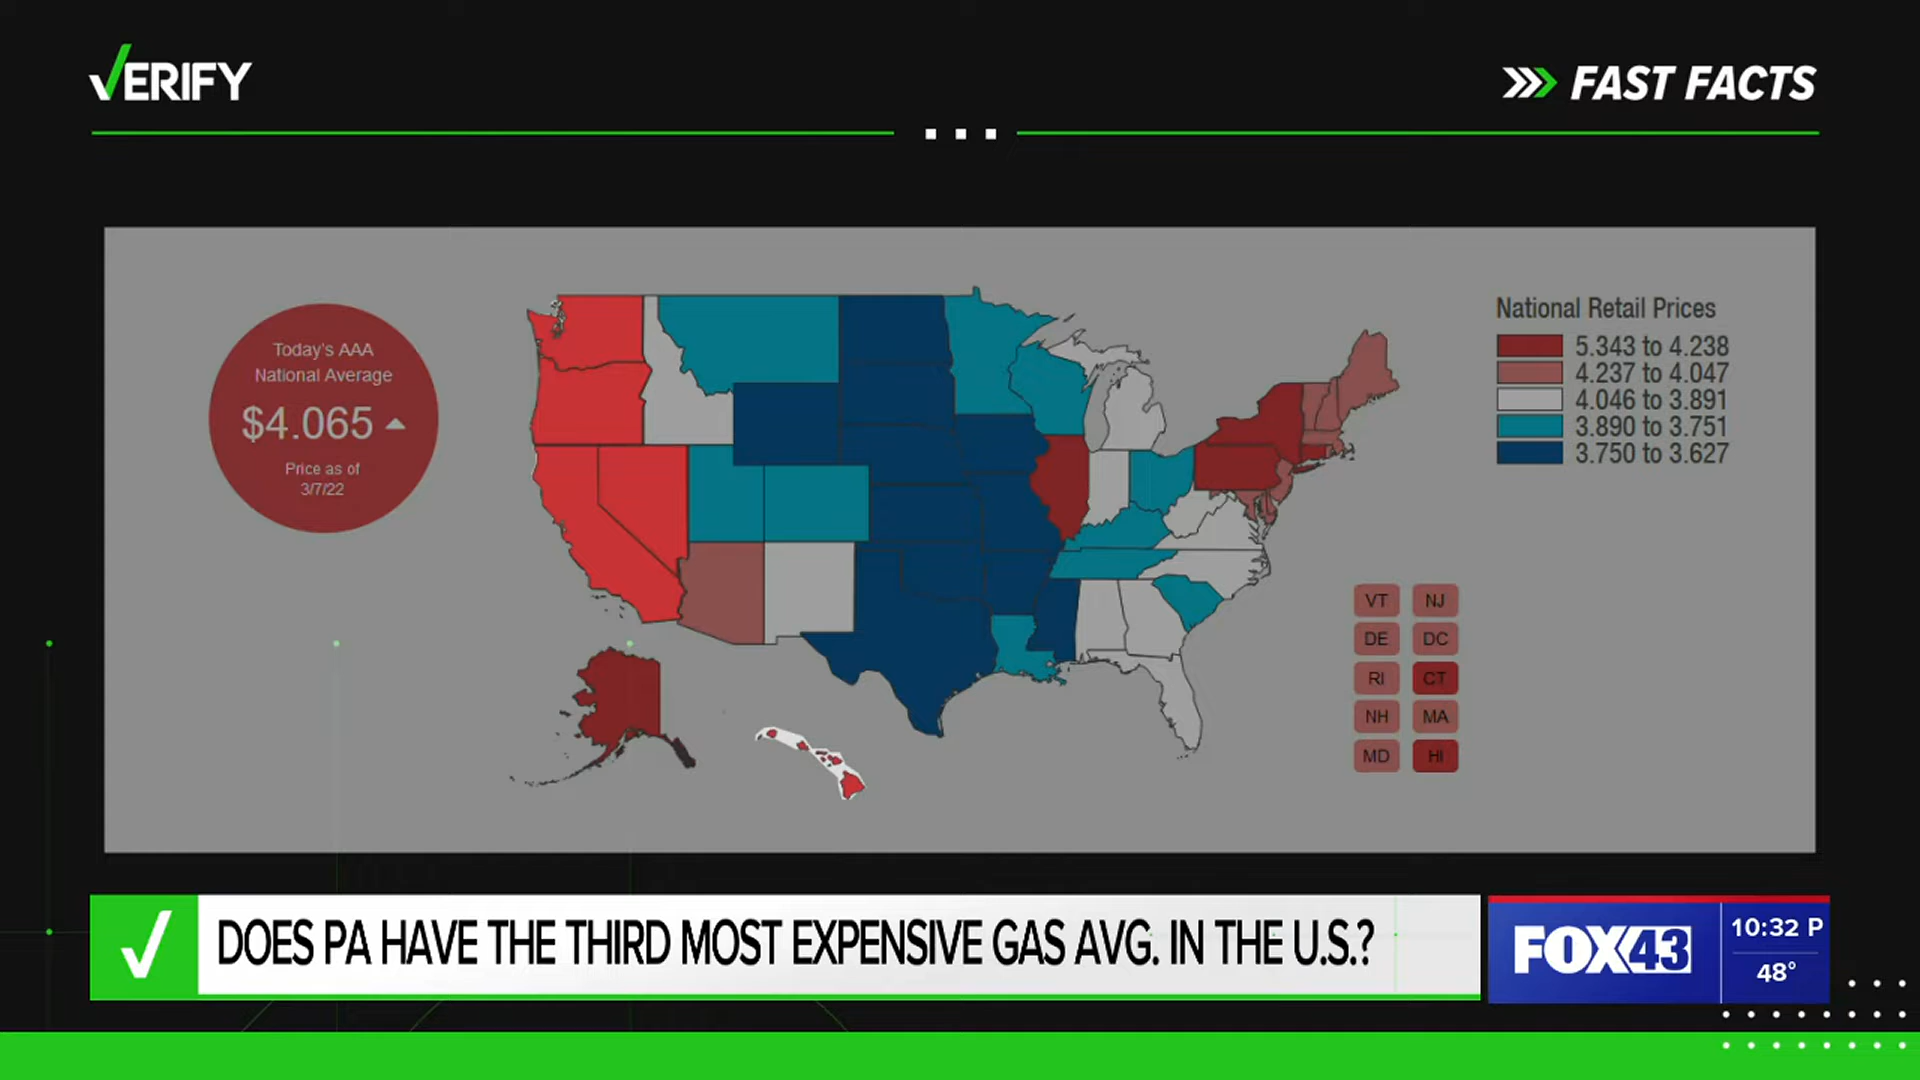 VERIFY
FAST FACTS
Today's AAA
National Average
$4.065
Price as of
3/7/22
National Retail Prices
5.343 to 4.238
4.237 to 4.047
4.046 to 3.891
3.890 to 3.751
3.750 to 3.627
VT NJ
DE DC
RI CT
NH MA
MD HI
DOES PA HAVE THE THIRD MOST EXPENSIVE GAS AVG. IN THE U.S.?
FOX43
10:32 P
48°